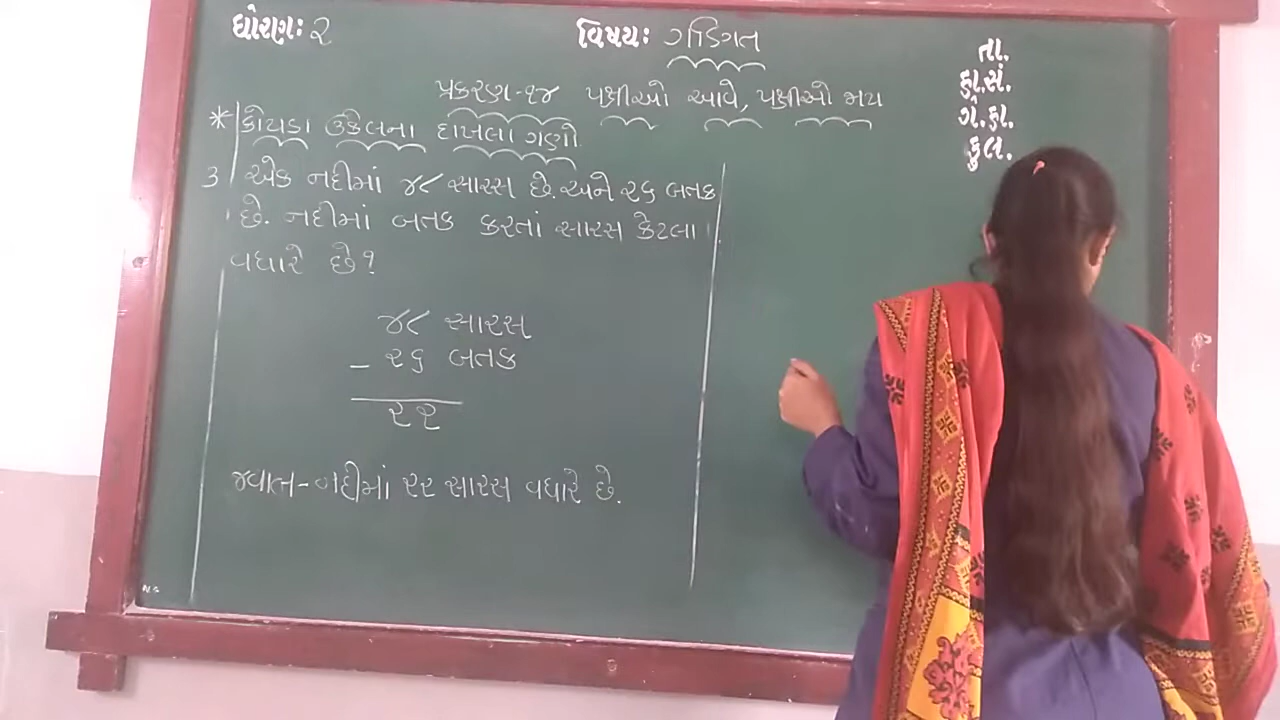 ધોરણ: ૨
વિષય: ગણિત
તા.
હા.સં.
ગે.હા.
કુલ.
પ્રકરણ-૧૪ પક્ષીઓ આવે, પક્ષીઓ જાય
* કોયડા ઉકેલના દાખલા ગણો
૩ એક નદીમાં ૪૮ સારસ છે. અને ૨૬ બતક
છે. નદીમાં બતક કરતાં સારસ કેટલા
વધારે છે?
૪૮ સારસ
– ૨૬ બતક
૨૨
જવાબ-નદીમાં ૨૨ સારસ વધારે છે.